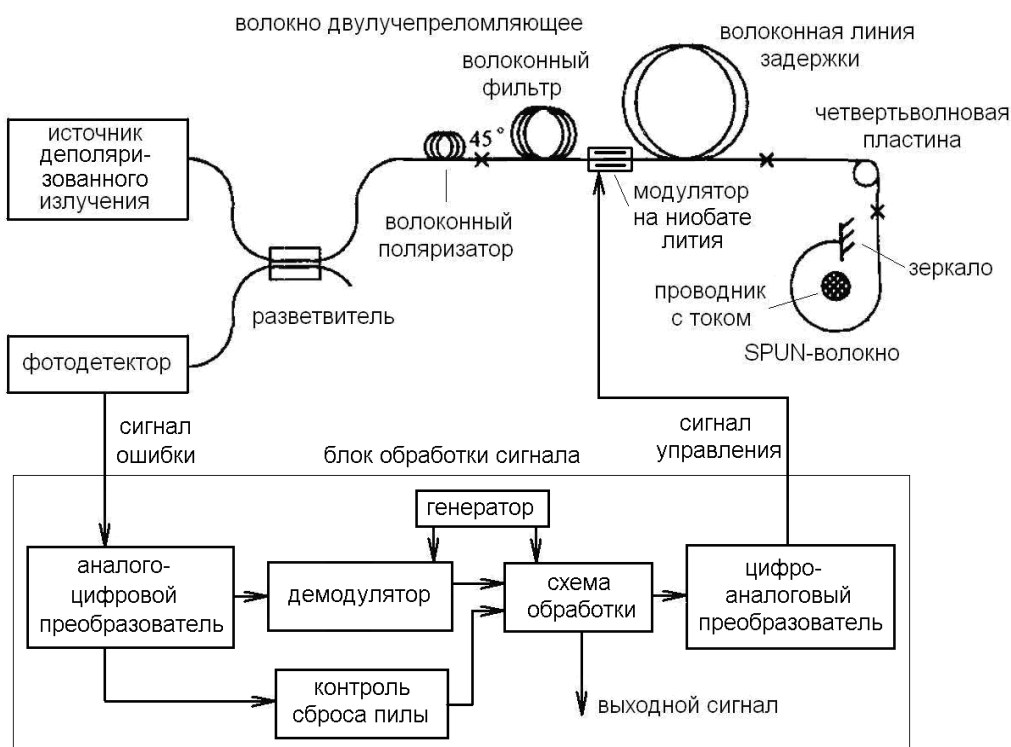 волокно двулучепреломляющее
волоконная линия
задержки
волоконный
фильтр
четвертьволновая
пластина
источник
деполяри-
зованного
излучения
45°
волоконный
поляризатор
модулятор
на ниобате
лития
зеркало
проводник
с током
SPUN-волокно
разветвитель
фотодетектор
сигнал
ошибки
сигнал
управления
блок обработки сигнала
генератор
аналого-
цифровой
преобразователь
демодулятор
схема
обработки
цифро-
аналоговый
преобразователь
контроль
сброса пилы
выходной сигнал